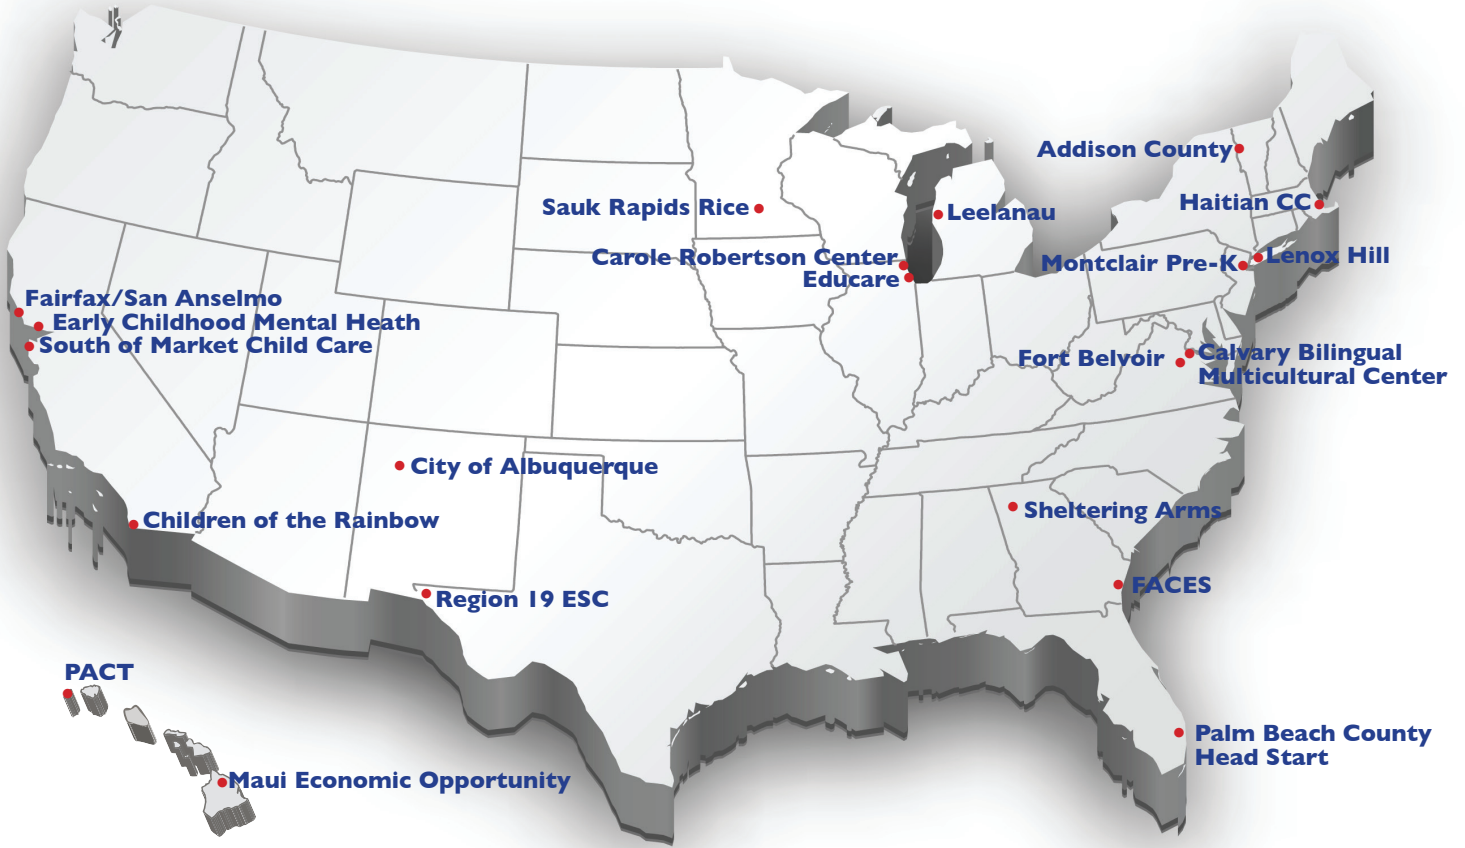 Addison County
Haitian CC
Sauk Rapids Rice
Leelanau
Carole Robertson Center
Educare
Montclair Pre-K
Lenox Hill
Fairfax/San Anselmo
Early Childhood Mental Heath
South of Market Child Care
Fort Belvoir
Calvary Bilingual
Multicultural Center
City of Albuquerque
Children of the Rainbow
Sheltering Arms
FACES
Region 19 ESC
PACT
Palm Beach County
Head Start
Maui Economic Opportunity